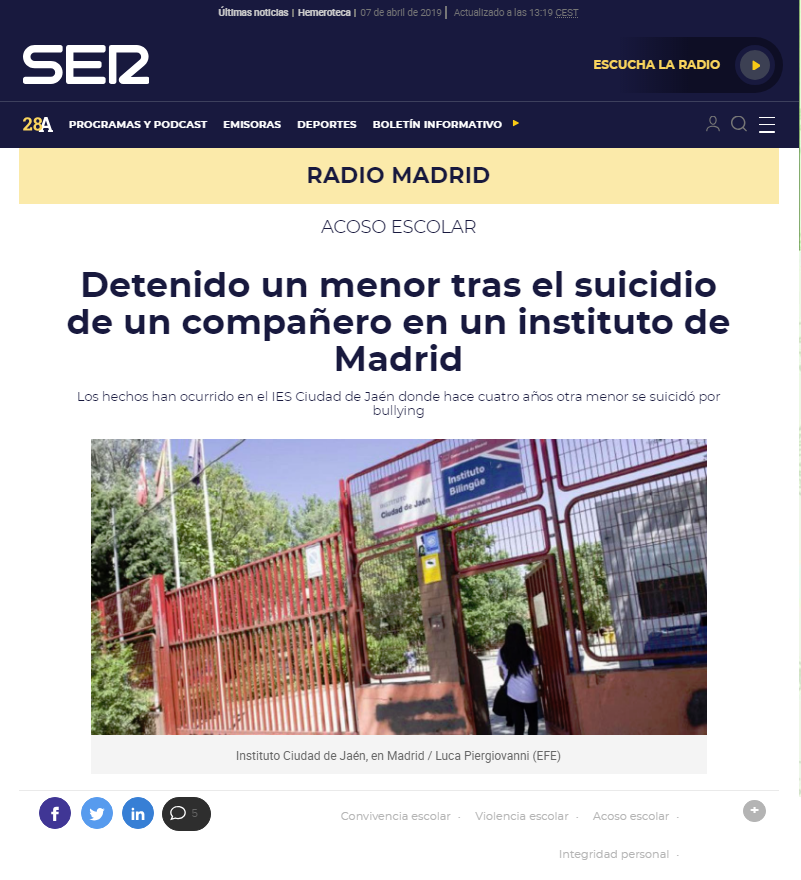 Últimas noticias | Hemeroteca | 07 de abril de 2019 | Actualizado a las 13:19 CEST
SER
ESCUCHA LA RADIO
28A PROGRAMAS Y PODCAST EMISORAS DEPORTES BOLETÍN INFORMATIVO
RADIO MADRID
ACOSO ESCOLAR
Detenido un menor tras el suicidio
de un compañero en un instituto de
Madrid
Los hechos han ocurrido en el IES Ciudad de Jaén donde hace cuatro años otra menor se suicidó por
bullying
INSTITUTO
Ciudad de Jaén
Instituto
Bilingüe
Instituto Ciudad de Jaén, en Madrid / Luca Piergiovanni (EFE)
5
Convivencia escolar · Violencia escolar · Acoso escolar ·
Integridad personal ·